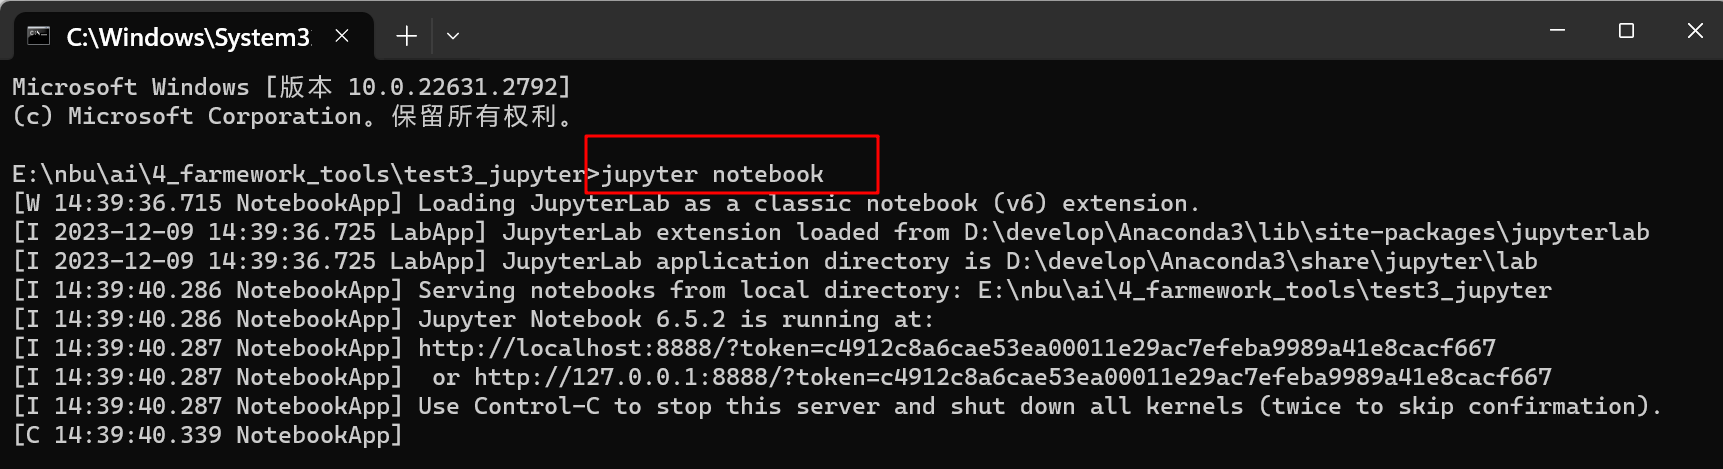 C:\Windows\System3
Microsoft Windows [版本 10.0.22631.2792]
(c) Microsoft Corporation。保留所有权利。
E:\nbu\ai\4_farmework_tools\test3_jupyter>jupyter notebook
[W 14:39:36.715 NotebookApp] Loading JupyterLab as a classic notebook (v6) extension.
[I 2023-12-09 14:39:36.725 LabApp] JupyterLab extension loaded from D:\develop\Anaconda3\lib\site-packages\jupyterlab
[I 2023-12-09 14:39:36.725 LabApp] JupyterLab application directory is D:\develop\Anaconda3\share\jupyter\lab
[I 14:39:40.286 NotebookApp] Serving notebooks from local directory: E:\nbu\ai\4_farmework_tools\test3_jupyter
[I 14:39:40.286 NotebookApp] Jupyter Notebook 6.5.2 is running at:
[I 14:39:40.287 NotebookApp] http://localhost:8888/?token=c4912c8a6cae53ea00011e29ac7efeba9989a41e8cacf667
[I 14:39:40.287 NotebookApp]  or http://127.0.0.1:8888/?token=c4912c8a6cae53ea00011e29ac7efeba9989a41e8cacf667
[I 14:39:40.287 NotebookApp] Use Control-C to stop this server and shut down all kernels (twice to skip confirmation).
[C 14:39:40.339 NotebookApp]